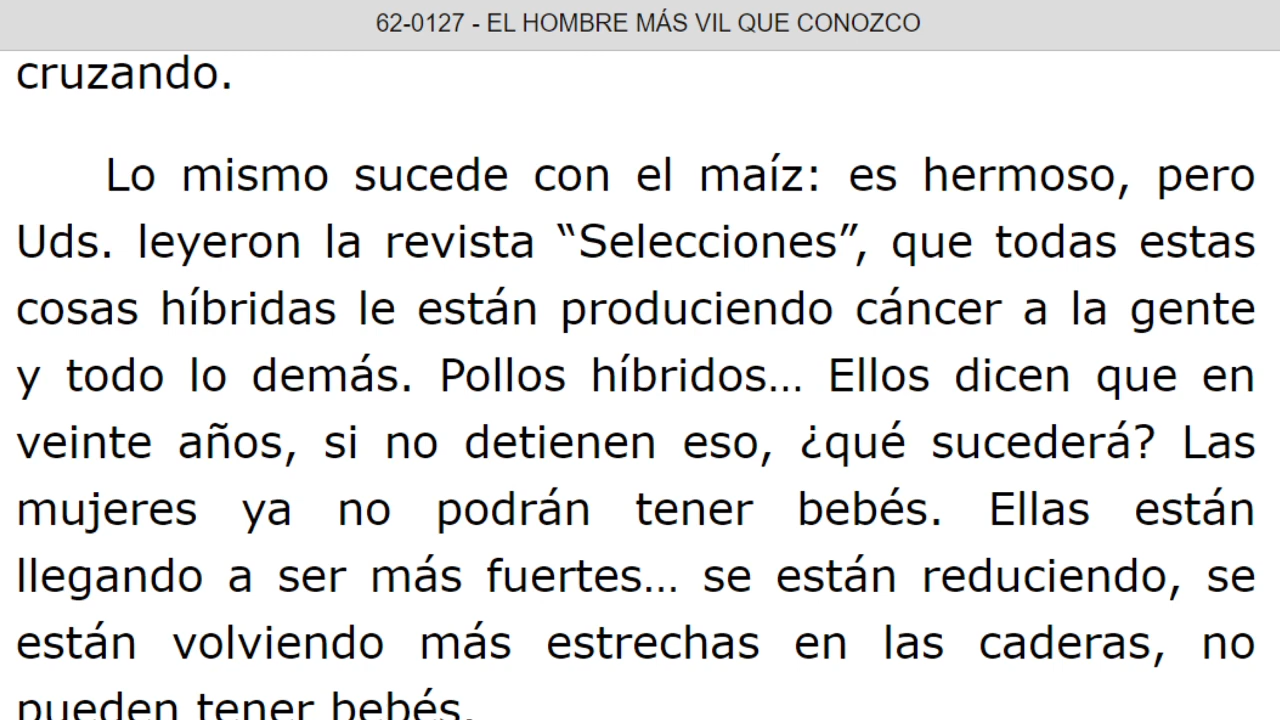 62-0127 - EL HOMBRE MÁS VIL QUE CONOZCO
cruzando.
Lo mismo sucede con el maíz: es hermoso, pero
Uds. leyeron la revista “Selecciones”, que todas estas
cosas híbridas le están produciendo cáncer a la gente
y todo lo demás. Pollos híbridos… Ellos dicen que en
veinte años, si no detienen eso, ¿qué sucederá? Las
mujeres ya no podrán tener bebés. Ellas están
llegando a ser más fuertes… se están reduciendo, se
están volviendo más estrechas en las caderas, no
pueden tener bebés.